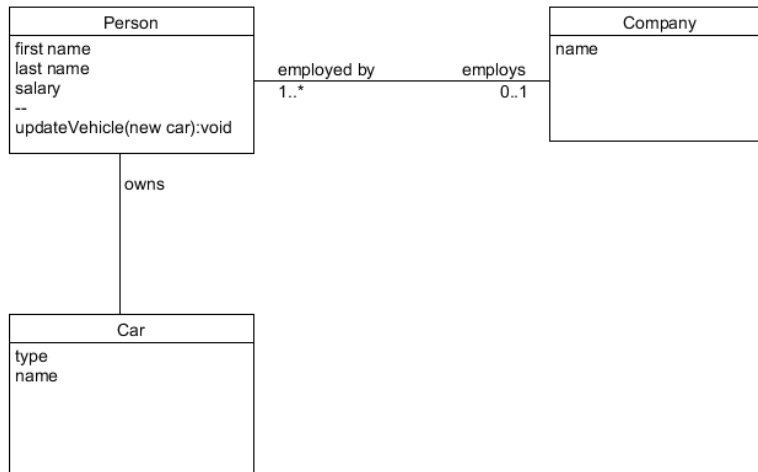 Person
first name
last name
salary
--
updateVehicle(new car):void
employed by
employs
1..*
0..1
Company
name
owns
Car
type
name